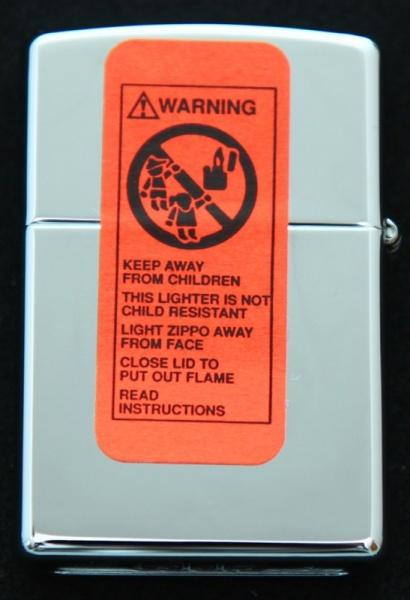 WARNING
KEEP AWAY
FROM CHILDREN
THIS LIGHTER IS NOT
CHILD RESISTANT
LIGHT ZIPPO AWAY
FROM FACE
CLOSE LID TO
PUT OUT FLAME
READ
INSTRUCTIONS